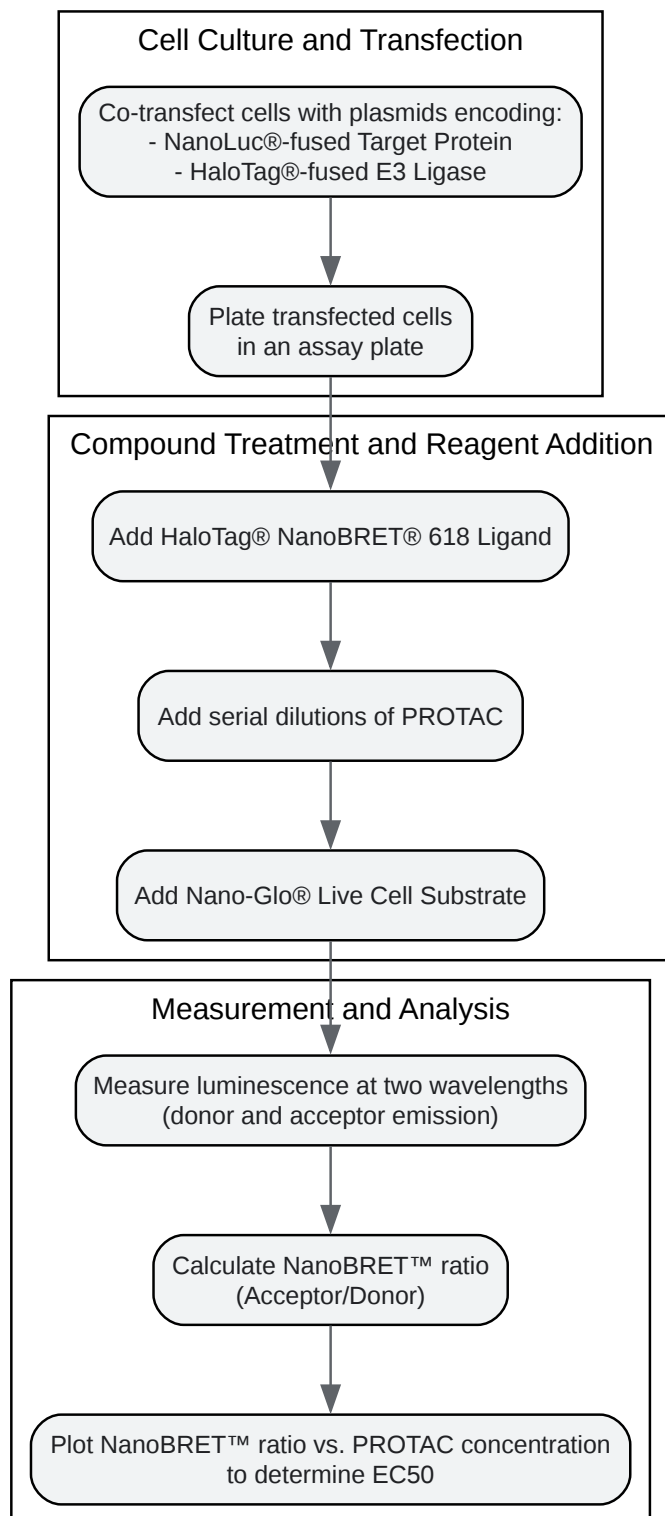 Cell Culture and Transfection
Co-transfect cells with plasmids encoding:
- NanoLuc®-fused Target Protein
- HaloTag®-fused E3 Ligase
Plate transfected cells
in an assay plate
Compound Treatment and Reagent Addition
Add HaloTag® NanoBRET® 618 Ligand
Add serial dilutions of PROTAC
Add Nano-Glo® Live Cell Substrate
Measurement and Analysis
Measure luminescence at two wavelengths
(donor and acceptor emission)
Calculate NanoBRET™ ratio
(Acceptor/Donor)
Plot NanoBRET™ ratio vs. PROTAC concentration
to determine EC50